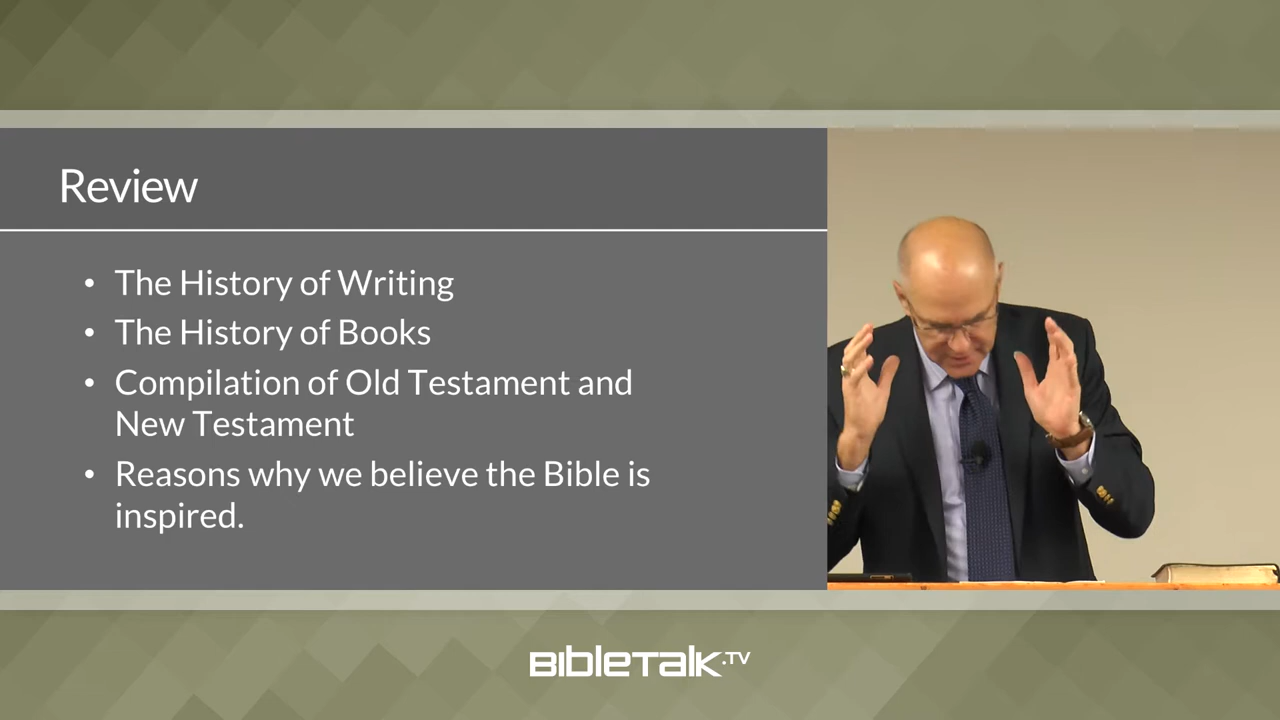 Review
• The History of Writing
• The History of Books
• Compilation of Old Testament and
New Testament
• Reasons why we believe the Bible is
inspired.
BIBLETALK.TV